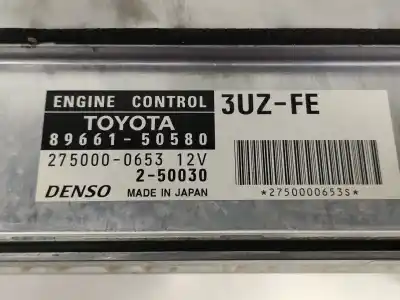 ENGINE CONTROL 3UZ-FE
TOYOTA
89661-50580
275000-0653 12V
2-50030
DENSO MADE IN JAPAN *2750000653S*